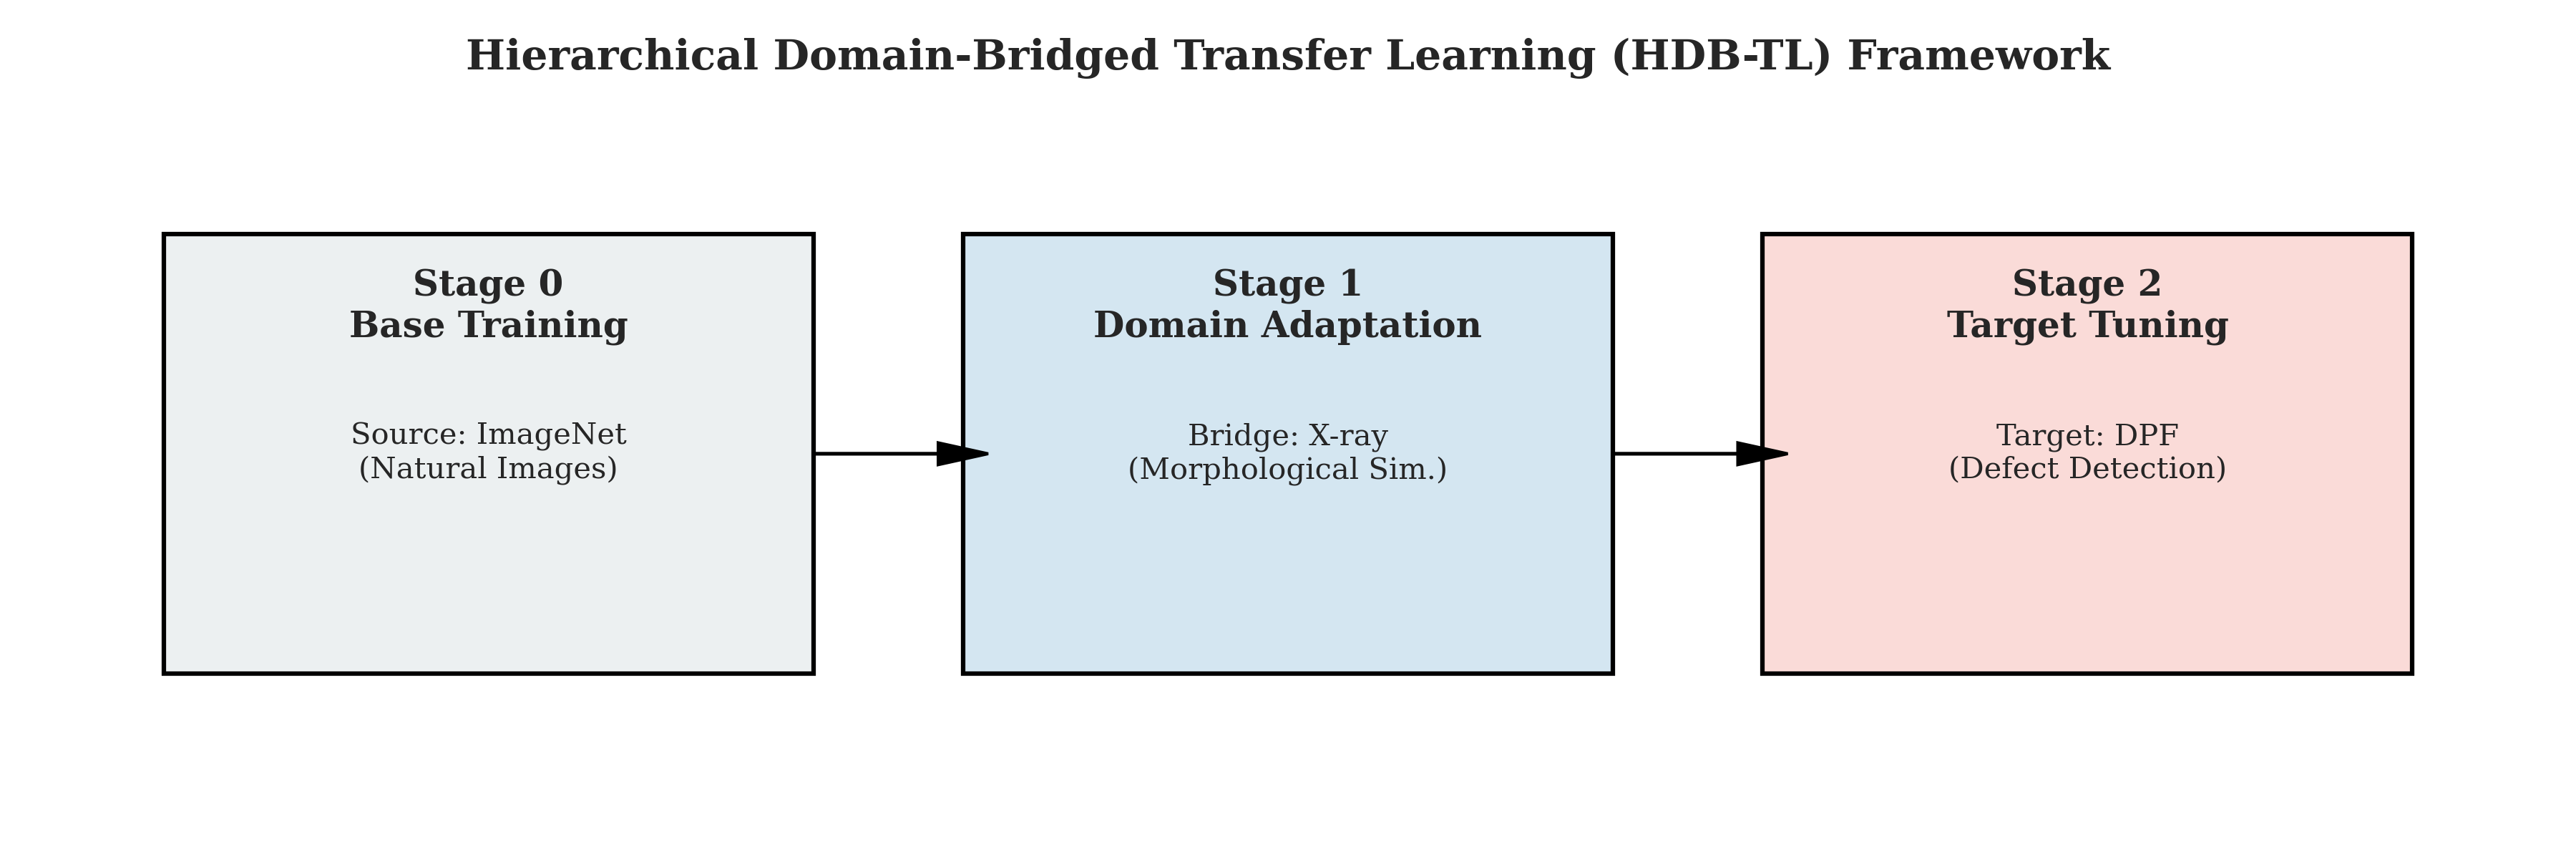 Hierarchical Domain-Bridged Transfer Learning (HDB-TL) Framework
Stage 0
Base Training
Source: ImageNet
(Natural Images)
Stage 1
Domain Adaptation
Bridge: X-ray
(Morphological Sim.)
Stage 2
Target Tuning
Target: DPF
(Defect Detection)